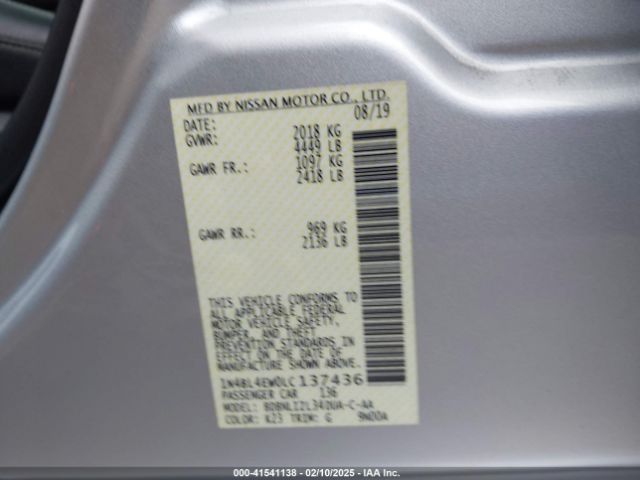 MFD BY NISSAN MOTOR CO., LTD.
DATE: 08/19
GVWR: 2018 KG
4449 LB
GAWR FR.: 1097 KG
2418 LB
GAWR RR.: 969 KG
2136 LB
THIS VEHICLE CONFORMS TO
ALL APPLICABLE FEDERAL
MOTOR VEHICLE SAFETY,
BUMPER, AND THEFT
PREVENTION STANDARDS IN
EFFECT ON THE DATE OF
MANUFACTURE SHOWN ABOVE.
1N4BL4EW0LC137436
PASSENGER CAR 136
MODEL:
COLOR: K23 TRIM: G
000-41541138 - 02/10/2025 - IAA Inc.